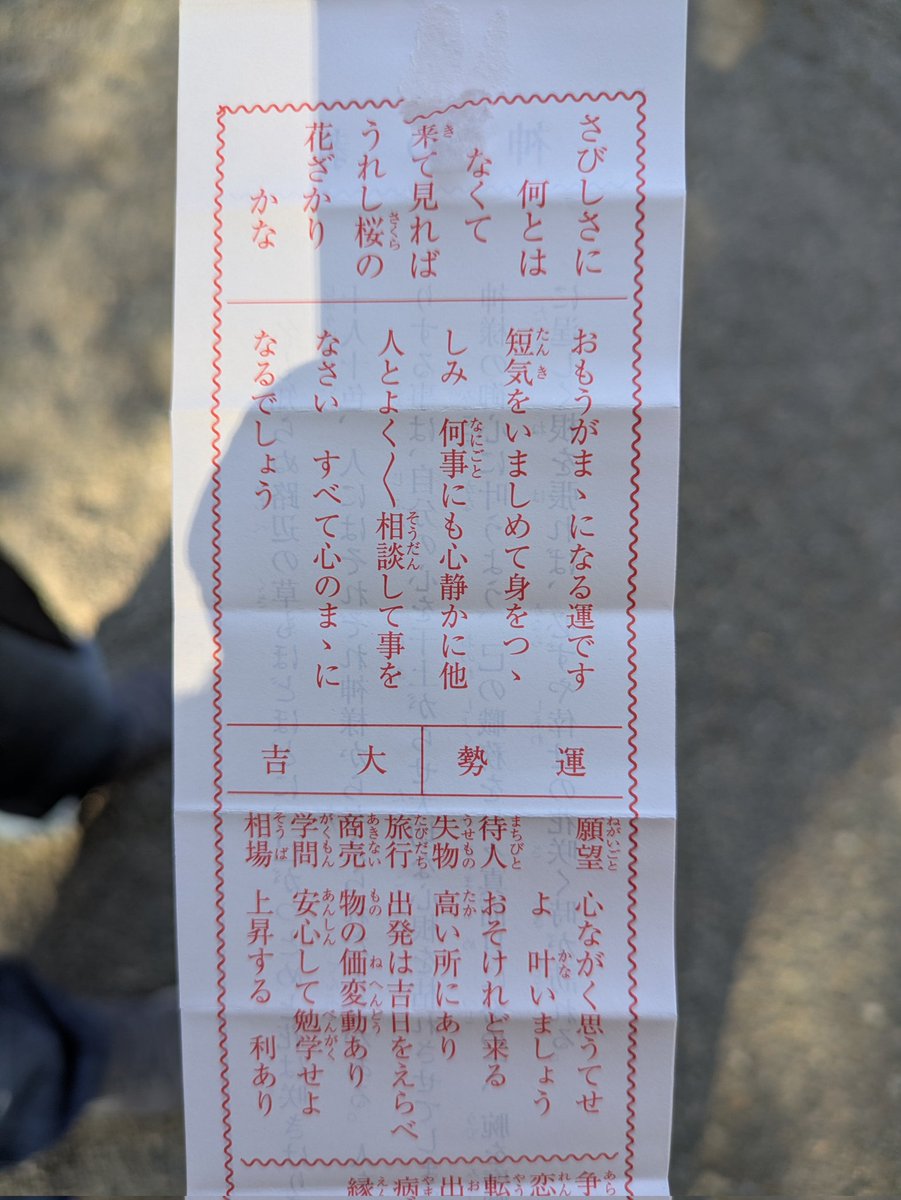 さびしさに
何とは
なくて
来て見れば
うれし桜の
花ざかり
かな
おもうがまゝになる運です
短気をいましめて身をつゝ
しみ 何事にも心静かに他
人とよく〱相談して事を
なさい すべて心のまゝに
なるでしょう
運勢 大吉
願望 心ながく思うてせ
よ 叶いましょう
待人 おそけれど来る
失物 高い所にあり
旅行 出発は吉日をえらべ
商売 物の価変動あり
学問 安心して勉学せよ
相場 上昇する 利あり
争
恋
転
出
病
縁